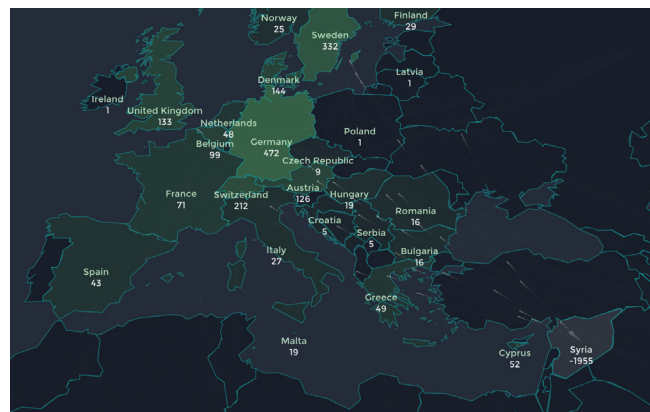 Norway
25
Finland
29
Sweden
332
Latvia
1
Denmark
144
Ireland
1
United Kingdom
133
Netherlands
48
Belgium
99
Germany
472
Poland
1
Czech Republic
9
France
71
Switzerland
212
Austria
126
Hungary
19
Romania
16
Croatia
5
Serbia
5
Italy
27
Bulgaria
16
Spain
43
Greece
49
Malta
19
Cyprus
52
Syria
-1955